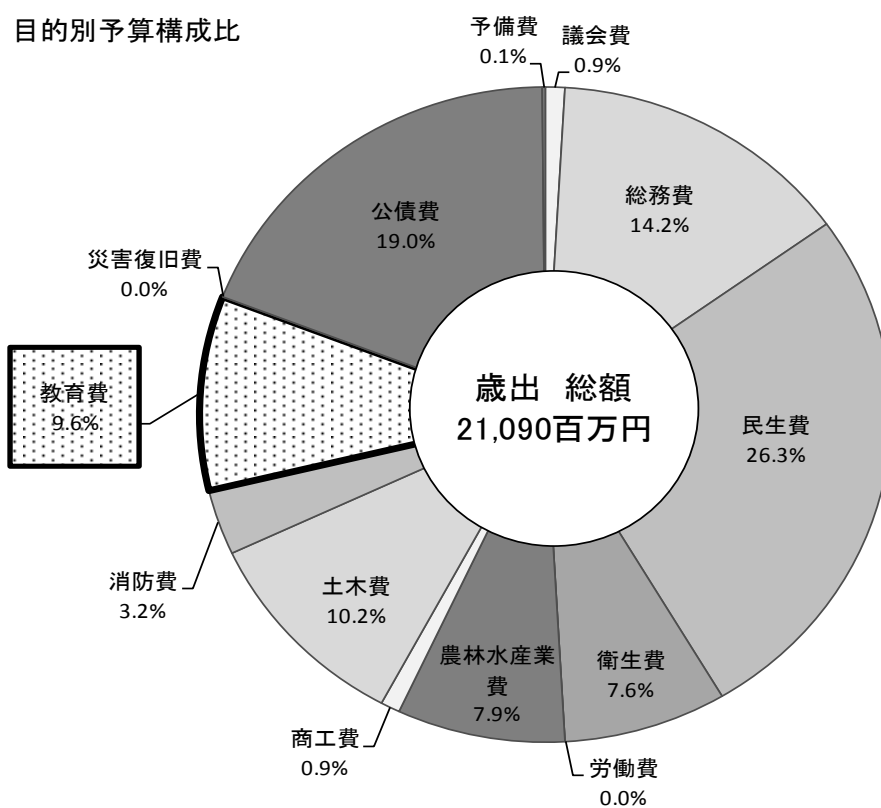 目的別予算構成比
予備費
0.1%
議会費
0.9%
総務費
14.2%
民生費
26.3%
衛生費
7.6%
労働費
0.0%
農林水産業
費
7.9%
商工費
0.9%
土木費
10.2%
消防費
3.2%
教育費
9.6%
災害復旧費
0.0%
公債費
19.0%
歳出 総額
21,090百万円